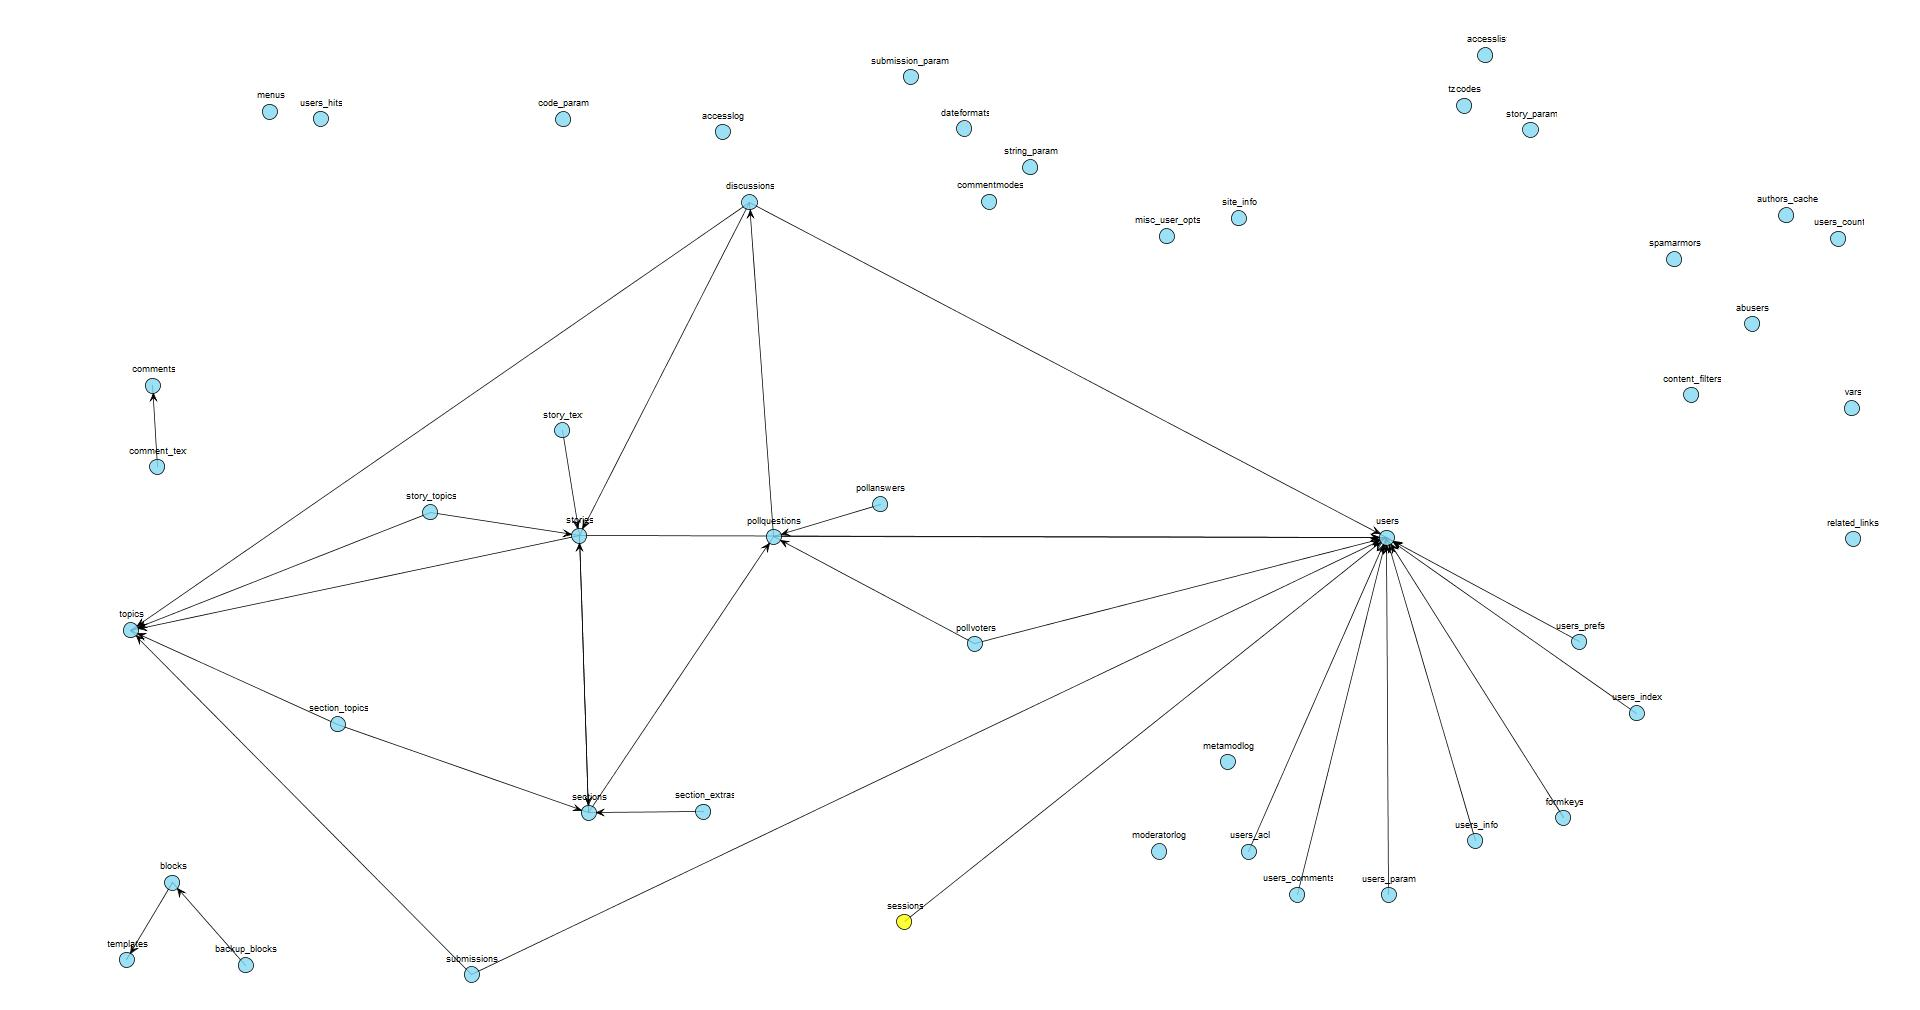 accesslis
submission_param
tzcodes
menus
users_hits
code_param
accesslog
dateformats
story_param
string_param
discussions
commentmodes
authors_cache
site_info
misc_user_opts
users_count
spamarmors
abusers
comments
content_filters
vars
story_tex
comment_tex
story_topics
pollanswers
stories
pollquestions
users
related_links
topics
pollvoters
users_prefs
users_index
section_topics
metamodlog
sections
section_extras
formkeys
users_info
moderatorlog
users_acl
blocks
users_comments
users_param
sessions
templates
backup_blocks
submissions